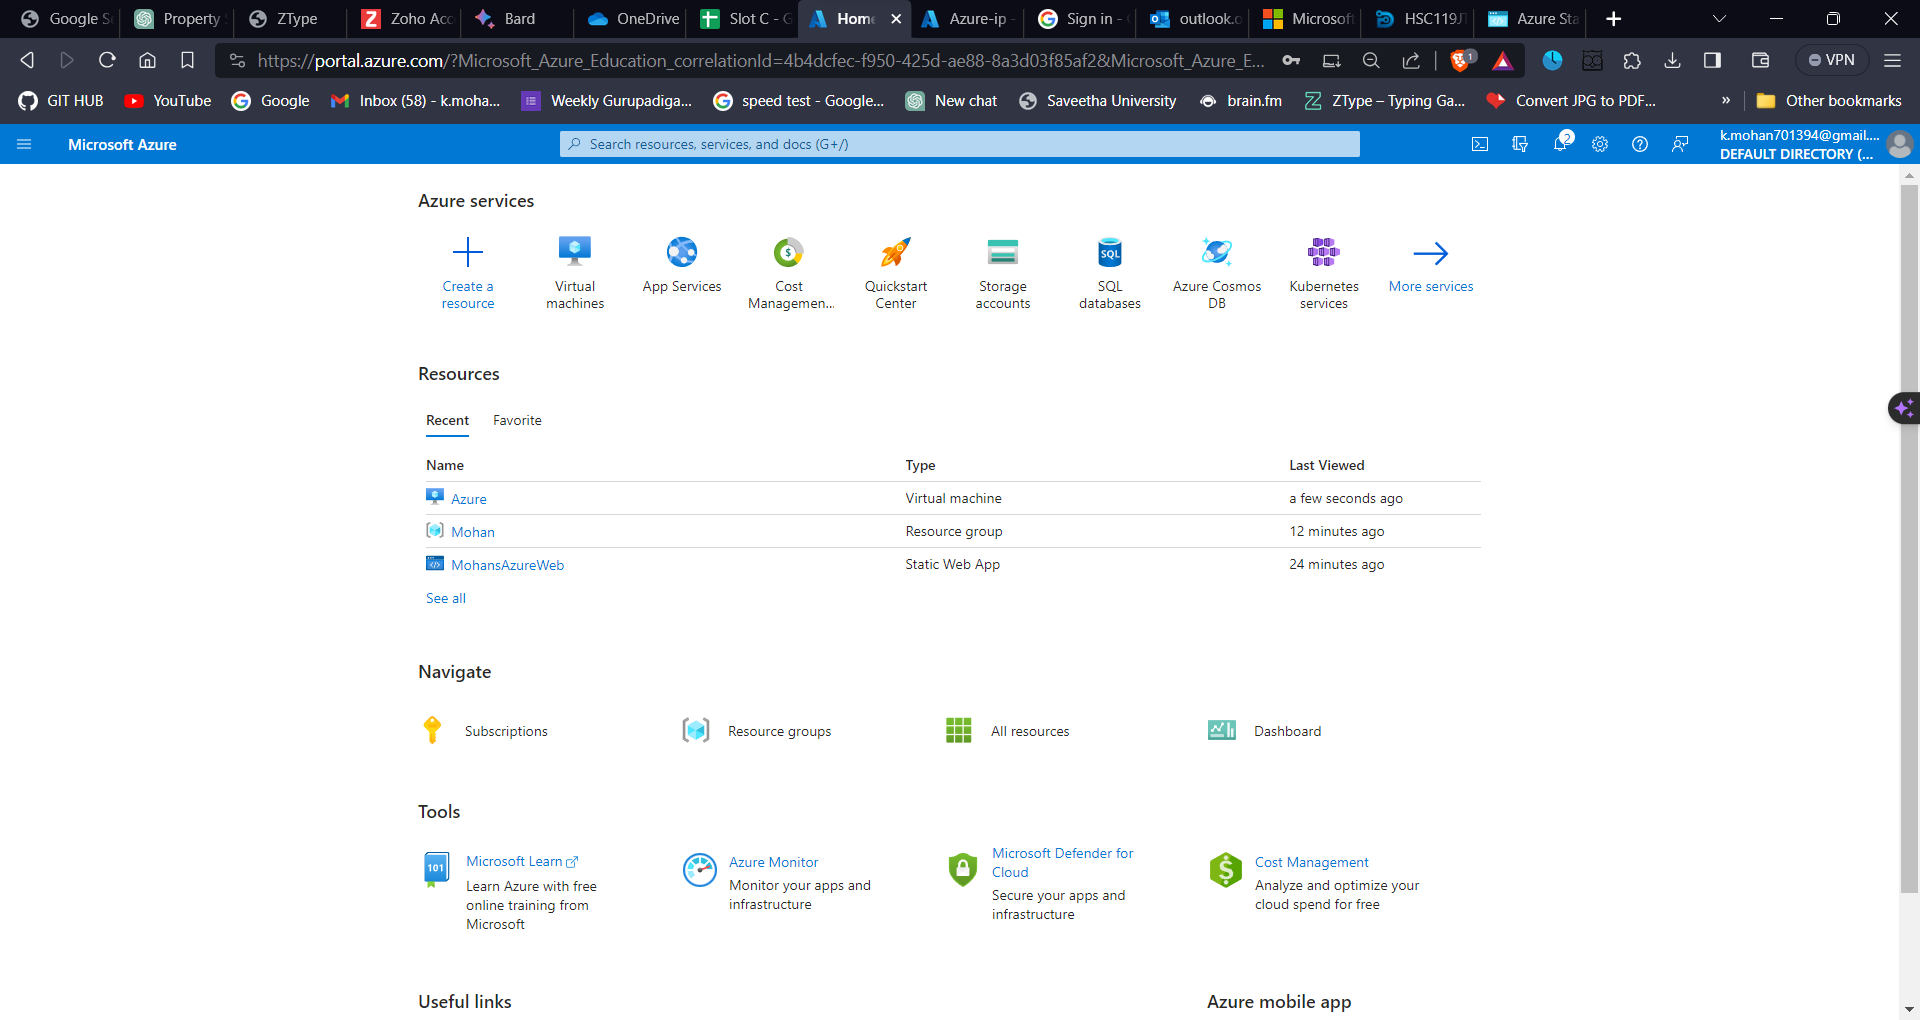 Google S
Property
ZType
Zoho Acc
Bard
OneDrive
Slot C - G
Home
Azure-ip -
Sign in -
outlook.o
Microsoft
HSC119J
Azure Sta
https://portal.azure.com/?Microsoft_Azure_Education_correlationId=4b4dcfec-f950-425d-ae88-8a3d03f85af2&Microsoft_Azure_E...
1
VPN
GIT HUB
YouTube
Google
Inbox (58) - k.moha...
Weekly Gurupadiga...
speed test - Google...
New chat
Saveetha University
brain.fm
ZType – Typing Ga...
Convert JPG to PDF...
»
Other bookmarks
Microsoft Azure
Search resources, services, and docs (G+/)
2
k.mohan701394@gmail....
DEFAULT DIRECTORY (...
Azure services
Create a
resource
Virtual
machines
App Services
Cost
Managemen...
Quickstart
Center
Storage
accounts
SQL
SQL
databases
Azure Cosmos
DB
Kubernetes
services
More services
Resources
Recent
Favorite
Name Type Last Viewed
Azure Virtual machine a few seconds ago
Mohan Resource group 12 minutes ago
MohansAzureWeb Static Web App 24 minutes ago
See all
Navigate
Subscriptions
Resource groups
All resources
Dashboard
Tools
101
Microsoft Learn
Learn Azure with free
online training from
Microsoft
Azure Monitor
Monitor your apps and
infrastructure
Microsoft Defender for
Cloud
Secure your apps and
infrastructure
Cost Management
Analyze and optimize your
cloud spend for free
Useful links
Azure mobile app